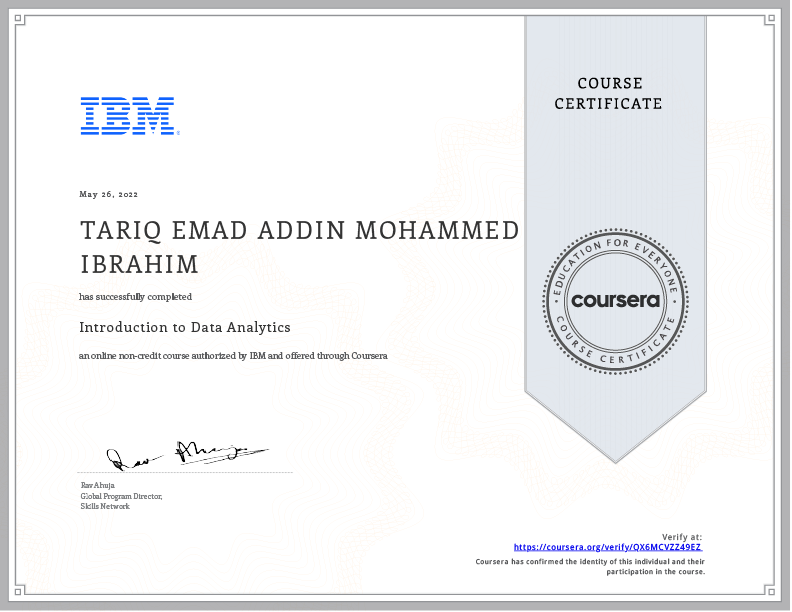 IBM
May 26, 2022
TARIQ EMAD ADDIN MOHAMMED
IBRAHIM
has successfully completed
Introduction to Data Analytics
an online non-credit course authorized by IBM and offered through Coursera
COURSE
CERTIFICATE
EDUCATION FOR EVERYONE
coursera
COURSE CERTIFICATE
Rav Ahuja
Rav Ahuja
Global Program Director,
Skills Network
Verify at:
https://coursera.org/verify/QX6MCVZZ49EZ
Coursera has confirmed the identity of this individual and their
participation in the course.